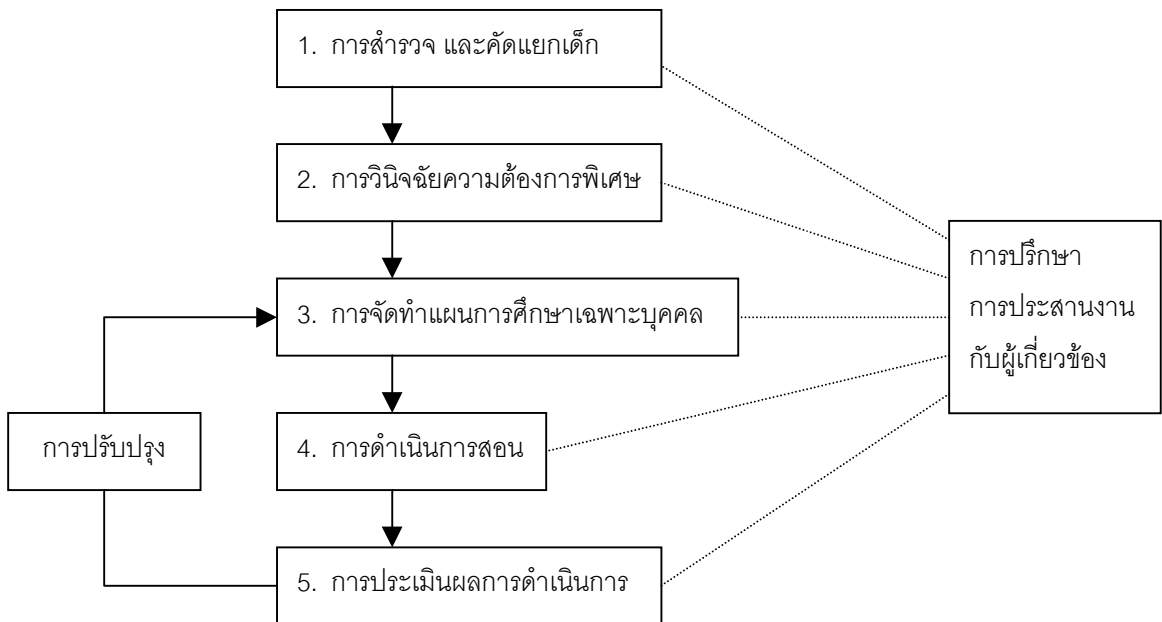 1. การสำรวจ และคัดแยกเด็ก
2. การวินิจฉัยความต้องการพิเศษ
3. การจัดทำแผนการศึกษาเฉพาะบุคคล
4. การดำเนินการสอน
5. การประเมินผลการดำเนินการ
การปรับปรุง
การปรึกษา
การประสานงาน
กับผู้เกี่ยวข้อง